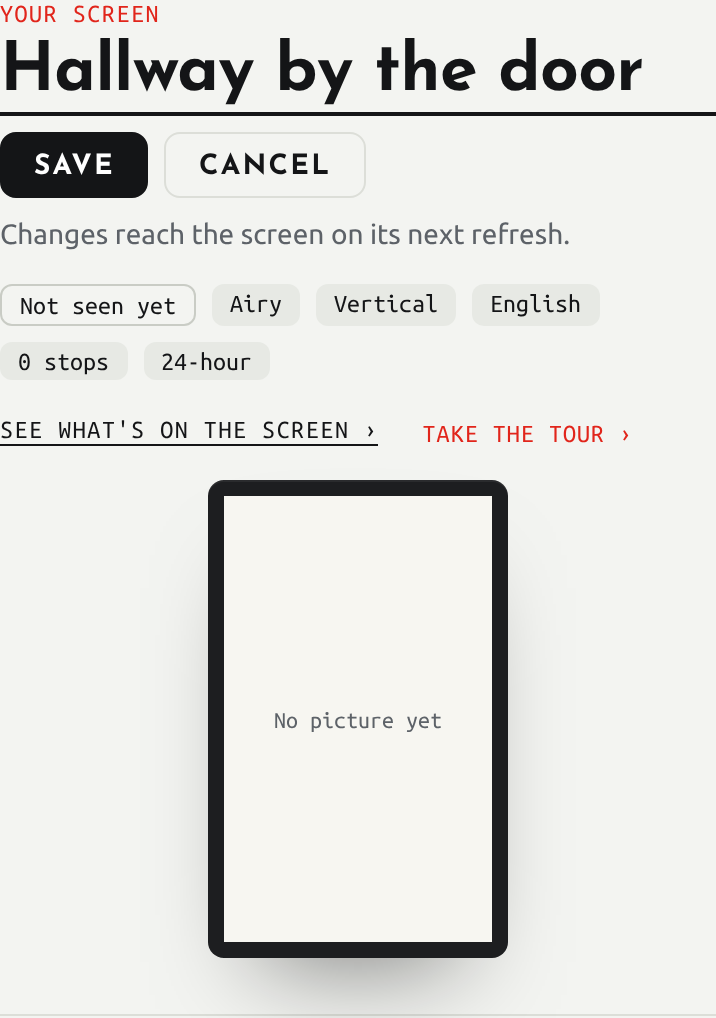 YOUR SCREEN
Hallway by the door
SAVE CANCEL
Changes reach the screen on its next refresh.
Not seen yet Airy Vertical English
0 stops 24-hour
SEE WHAT'S ON THE SCREEN › TAKE THE TOUR ›
No picture yet